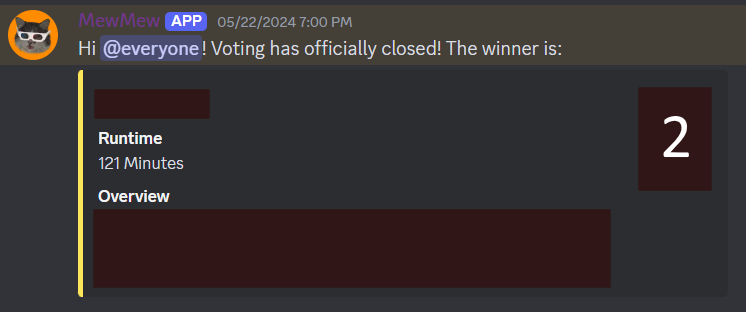 MewMew APP 05/22/2024 7:00 PM
Hi @everyone! Voting has officially closed! The winner is:
2
Runtime
121 Minutes
Overview